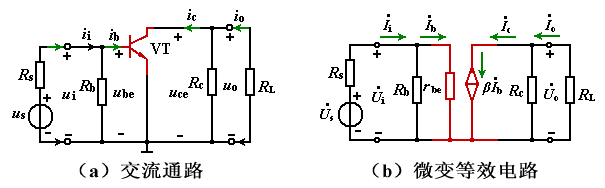 i_i i_b i_c i_o
VT
R_s R_b u_be u_ce R_c u_o R_L
u_s u_i
(a) 交流通路
İ_i İ_b İ_c İ_o
R_s R_b r_be βİ_b R_c U̇_o R_L
U̇_s U̇_i
(b) 微变等效电路